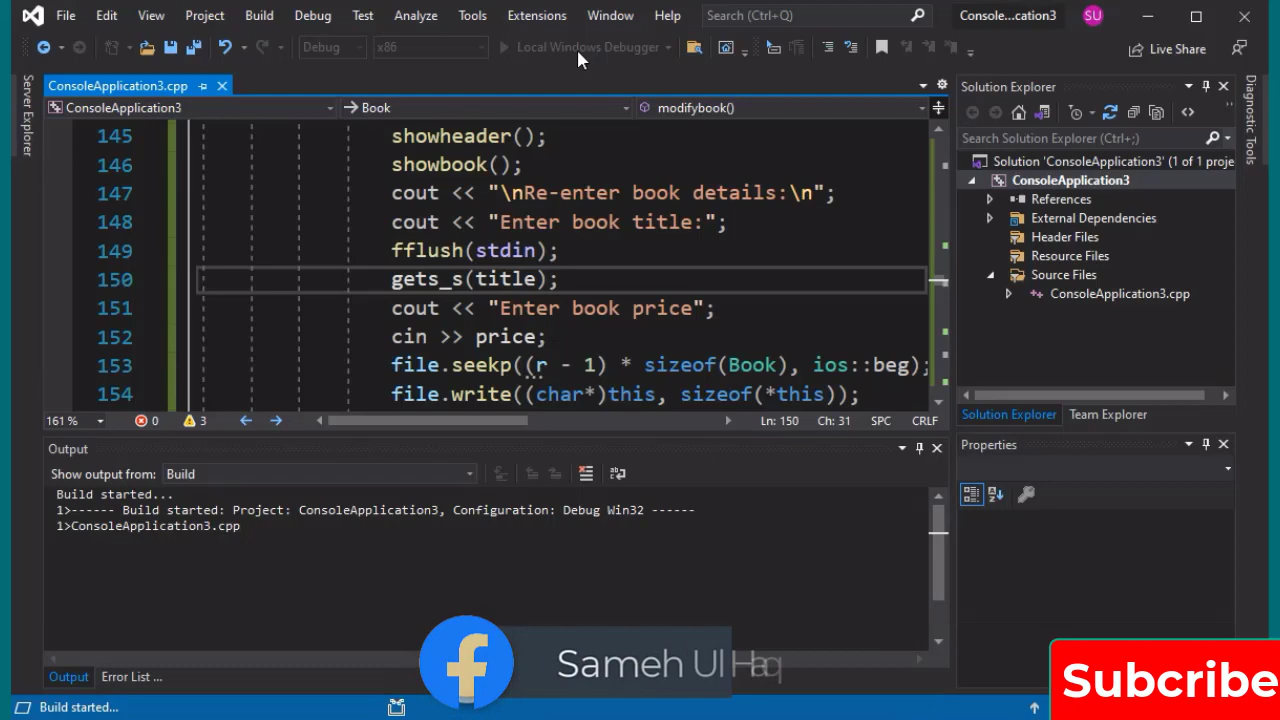 File Edit View Project Build Debug Test Analyze Tools Extensions Window Help Search (Ctrl+Q) Console...cation3 SU
Debug x86 Local Windows Debugger Live Share
Server Explorer
ConsoleApplication3.cpp
ConsoleApplication3 Book modifybook()
145 showheader();
146 showbook();
147 cout << "\nRe-enter book details:\n";
148 cout << "Enter book title:";
149 fflush(stdin);
150 gets_s(title);
151 cout << "Enter book price";
152 cin >> price;
153 file.seekp((r - 1) * sizeof(Book), ios::beg);
154 file.write((char*)this, sizeof(*this));
161 % 0 3 Ln: 150 Ch: 31 SPC CRLF
Output
Show output from: Build
Build started...
1>------ Build started: Project: ConsoleApplication3, Configuration: Debug Win32 ------
1>ConsoleApplication3.cpp
Output Error List ...
Build started...
Solution Explorer
Search Solution Explorer (Ctrl+;)
Solution 'ConsoleApplication3' (1 of 1 proje
ConsoleApplication3
References
External Dependencies
Header Files
Resource Files
Source Files
ConsoleApplication3.cpp
Solution Explorer Team Explorer
Properties
Diagnostic Tools
f Sameh Ul Haq
Subcribe